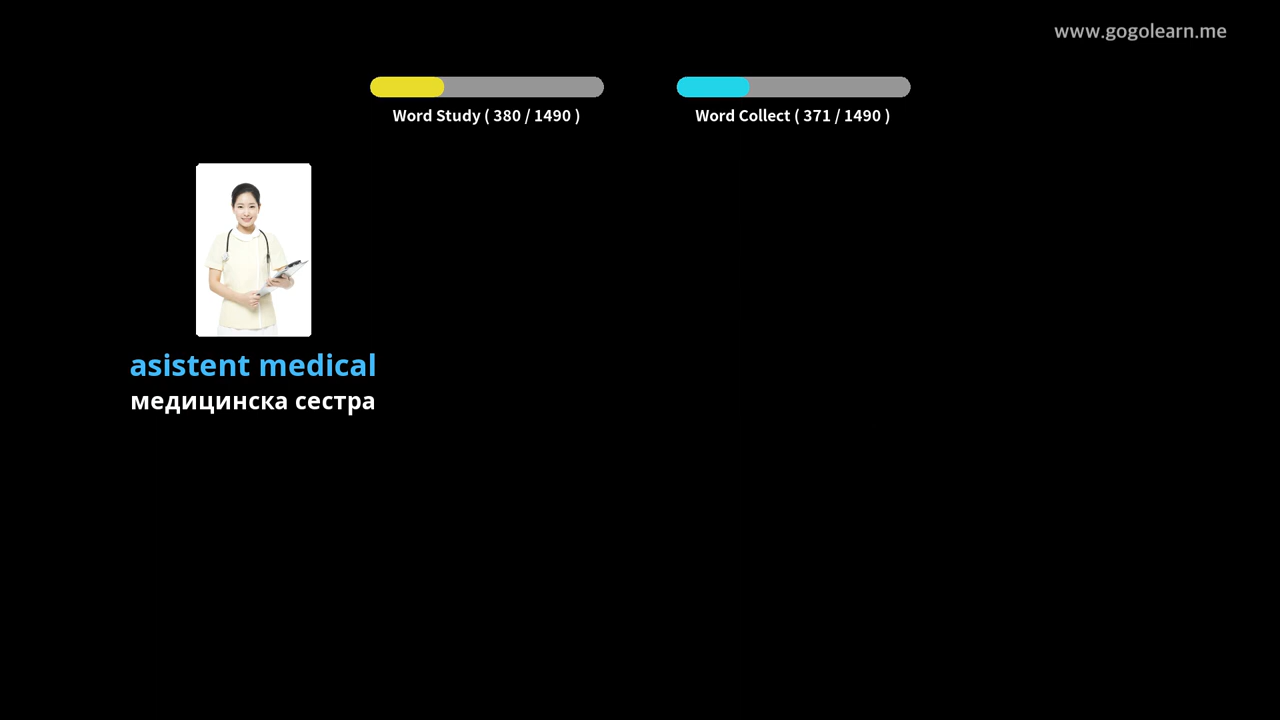 www.gogolearn.me
Word Study ( 380 / 1490 )
Word Collect ( 371 / 1490 )
asistent medical
медицинска сестра